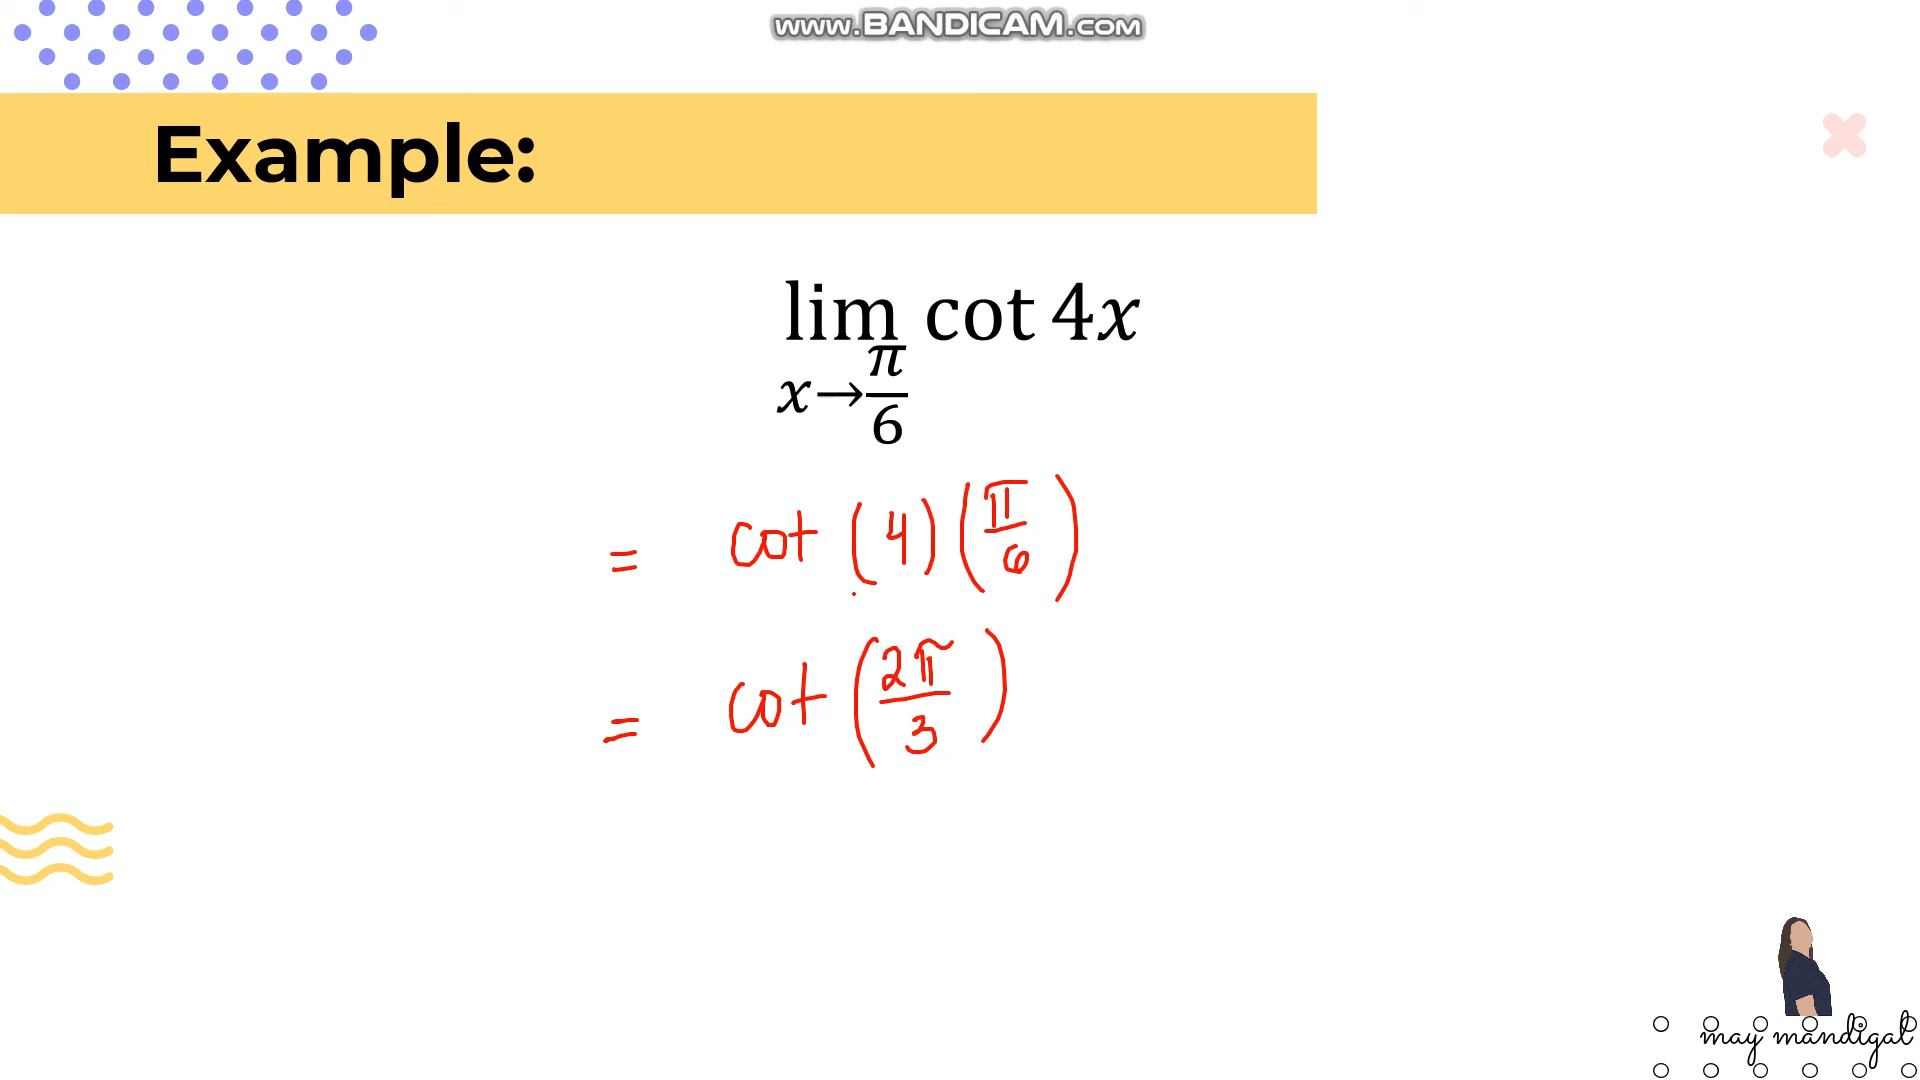 www.BANDICAM.com
Example:
lim cot 4x
x→π/6
= cot (4)(π/6)
= cot (2π/3)
may mandigal